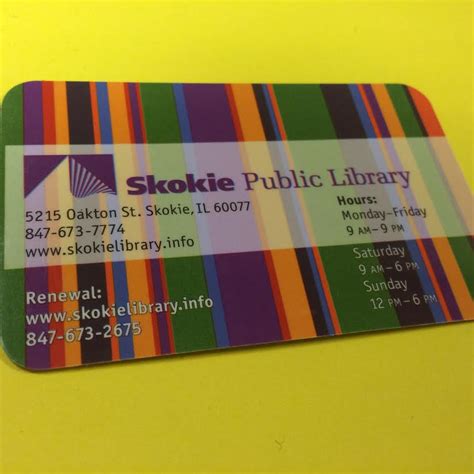 Skokie Public Library
5215 Oakton St. Skokie, IL 60077
847-673-7774
www.skokielibrary.info
Hours:
Monday-Friday
9 AM – 9 PM
Saturday
9 AM – 6 PM
Sunday
12 PM – 6 PM
Renewal:
www.skokielibrary.info
847-673-2675